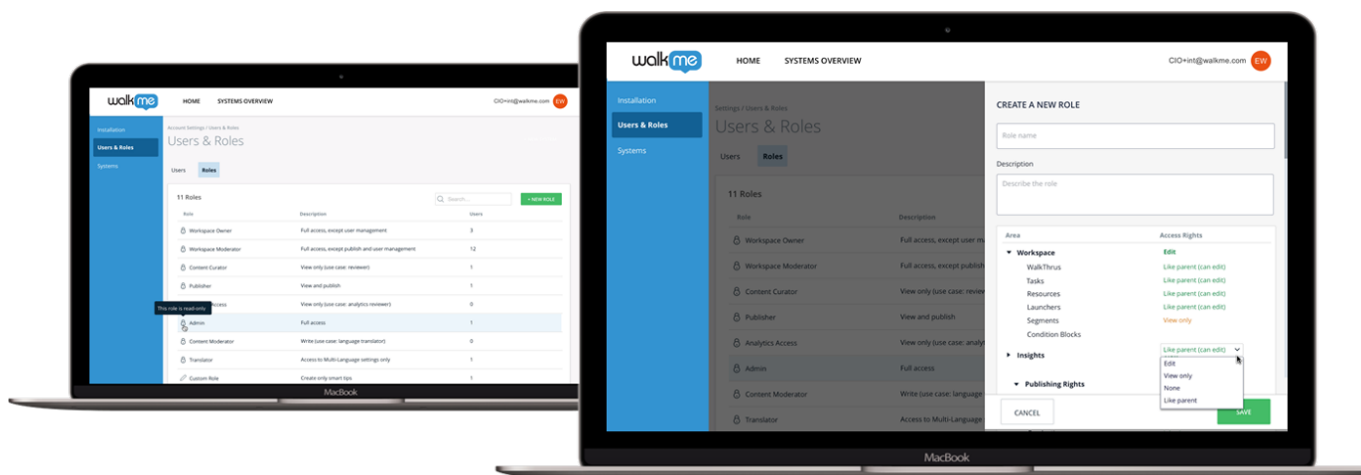 walkme HOME SYSTEMS OVERVIEW CIO+int@walkme.com EW
Installation
Users & Roles
Systems
Account Settings / Users & Roles
Users & Roles
Users Roles
11 Roles Search... + NEW ROLE
Role Description Users
Workspace Owner Full access, except user management 3
Workspace Moderator Full access, except publish and user management 12
Content Curator View only (use case: reviewer) 1
Publisher View and publish 1
Access View only (use case: analytics reviewer) 0
This role is read-only
Admin Full access 1
Content Moderator Write (use case: language translator) 0
Translator Access to Multi-Language settings only 1
Custom Role Create only smart tips 1
MacBook
walkme HOME SYSTEMS OVERVIEW CIO+int@walkme.com EW
Installation
Users & Roles
Systems
Settings / Users & Roles
Users & Roles
Users Roles
11 Roles
Role Description
Workspace Owner Full access, except user m
Workspace Moderator Full access, except publish
Content Curator View only (use case: review
Publisher View and publish
Analytics Access View only (use case: analyt
Admin Full access
Content Moderator Write (use case: language
Translator Access to Multi-Language
CREATE A NEW ROLE
Role name
Description
Describe the role
Area Access Rights
Workspace Edit
WalkThrus Like parent (can edit)
Tasks Like parent (can edit)
Resources Like parent (can edit)
Launchers Like parent (can edit)
Segments View only
Condition Blocks
Like parent (can edit)
Insights
Edit
View only
None
Like parent
Publishing Rights
CANCEL SAVE
MacBook